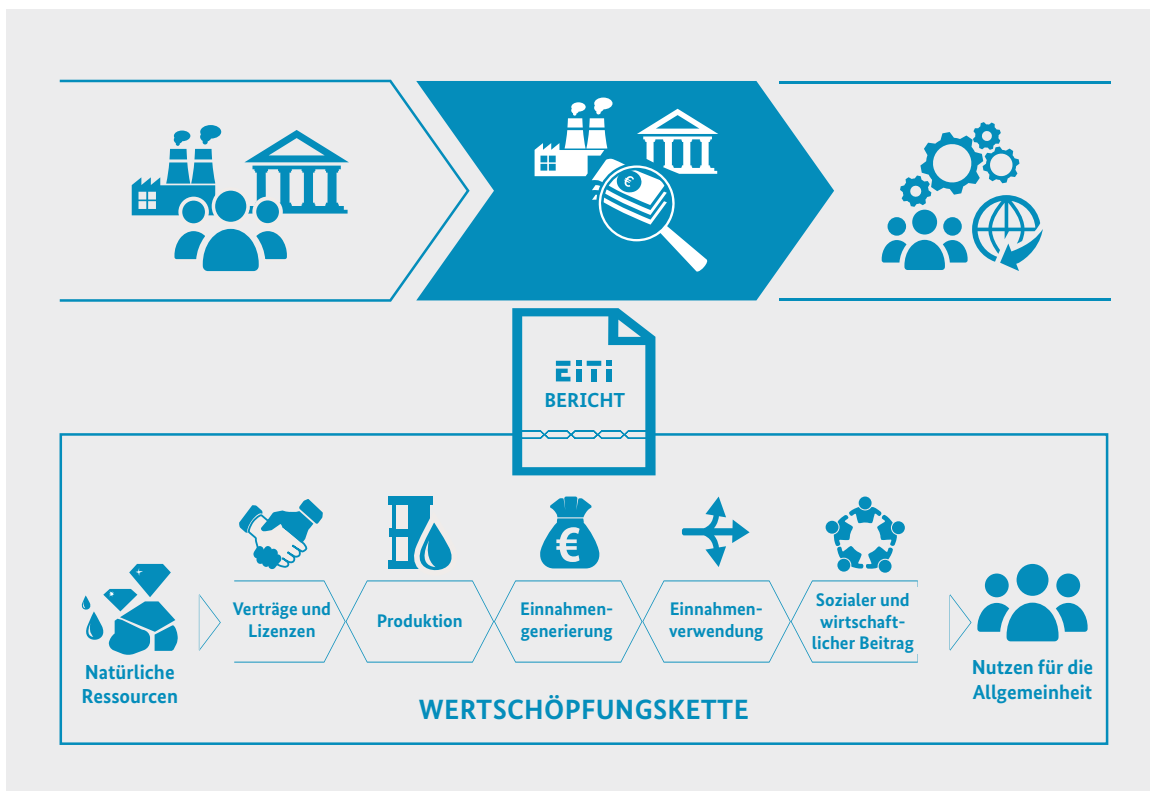 EITI
BERICHT
Natürliche
Ressourcen
Verträge und
Lizenzen
Produktion
€
Einnahmen-
generierung
Einnahmen-
verwendung
Sozialer und
wirtschaft-
licher Beitrag
Nutzen für die
Allgemeinheit
WERTSCHÖPFUNGSKETTE